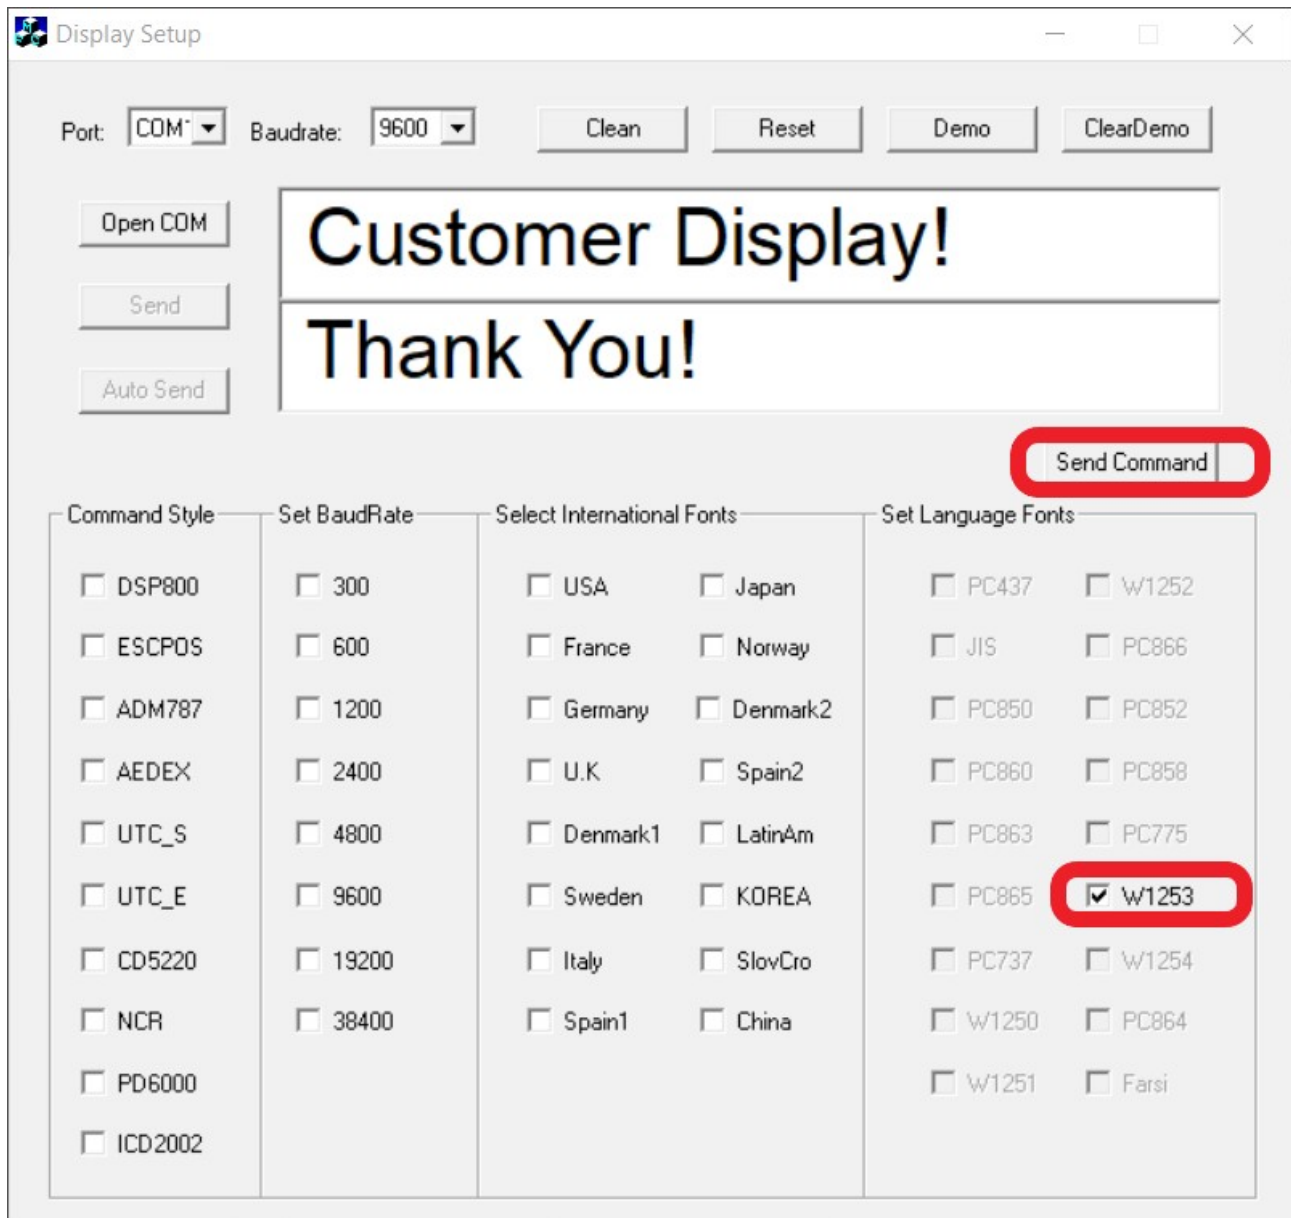 Display Setup
Port: COM Baudrate: 9600 Clean Reset Demo ClearDemo
Open COM
Customer Display!
Send
Thank You!
Auto Send
Send Command
Command Style Set BaudRate Select International Fonts Set Language Fonts
DSP800 300 USA Japan PC437 W1252
ESCPOS 600 France Norway JIS PC866
ADM787 1200 Germany Denmark2 PC850 PC852
AEDEX 2400 U.K Spain2 PC860 PC858
UTC_S 4800 Denmark1 LatinAm PC863 PC775
UTC_E 9600 Sweden KOREA PC865 W1253
CD5220 19200 Italy SlovCro PC737 W1254
NCR 38400 Spain1 China W1250 PC864
PD6000 W1251 Farsi
ICD2002